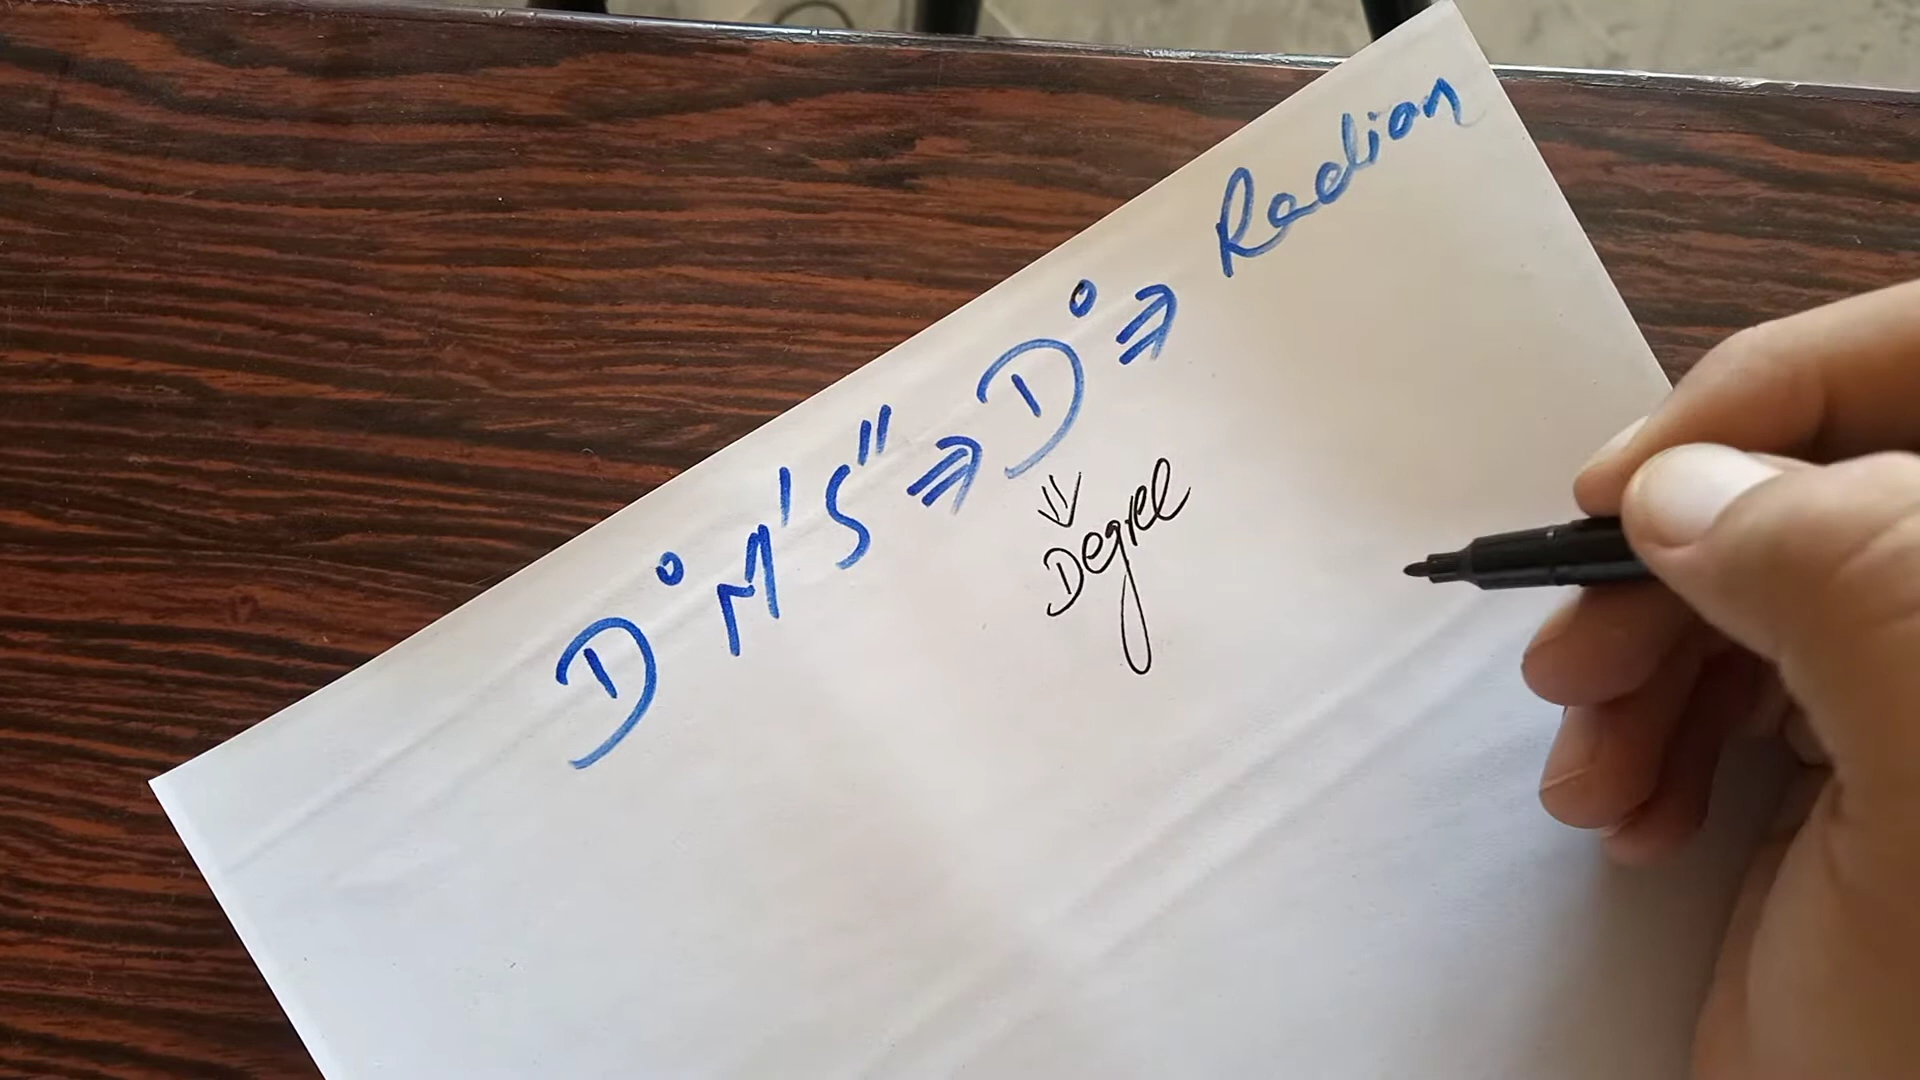 D°M'S" ⇒ D° ⇒ Radian
⇓
Degree